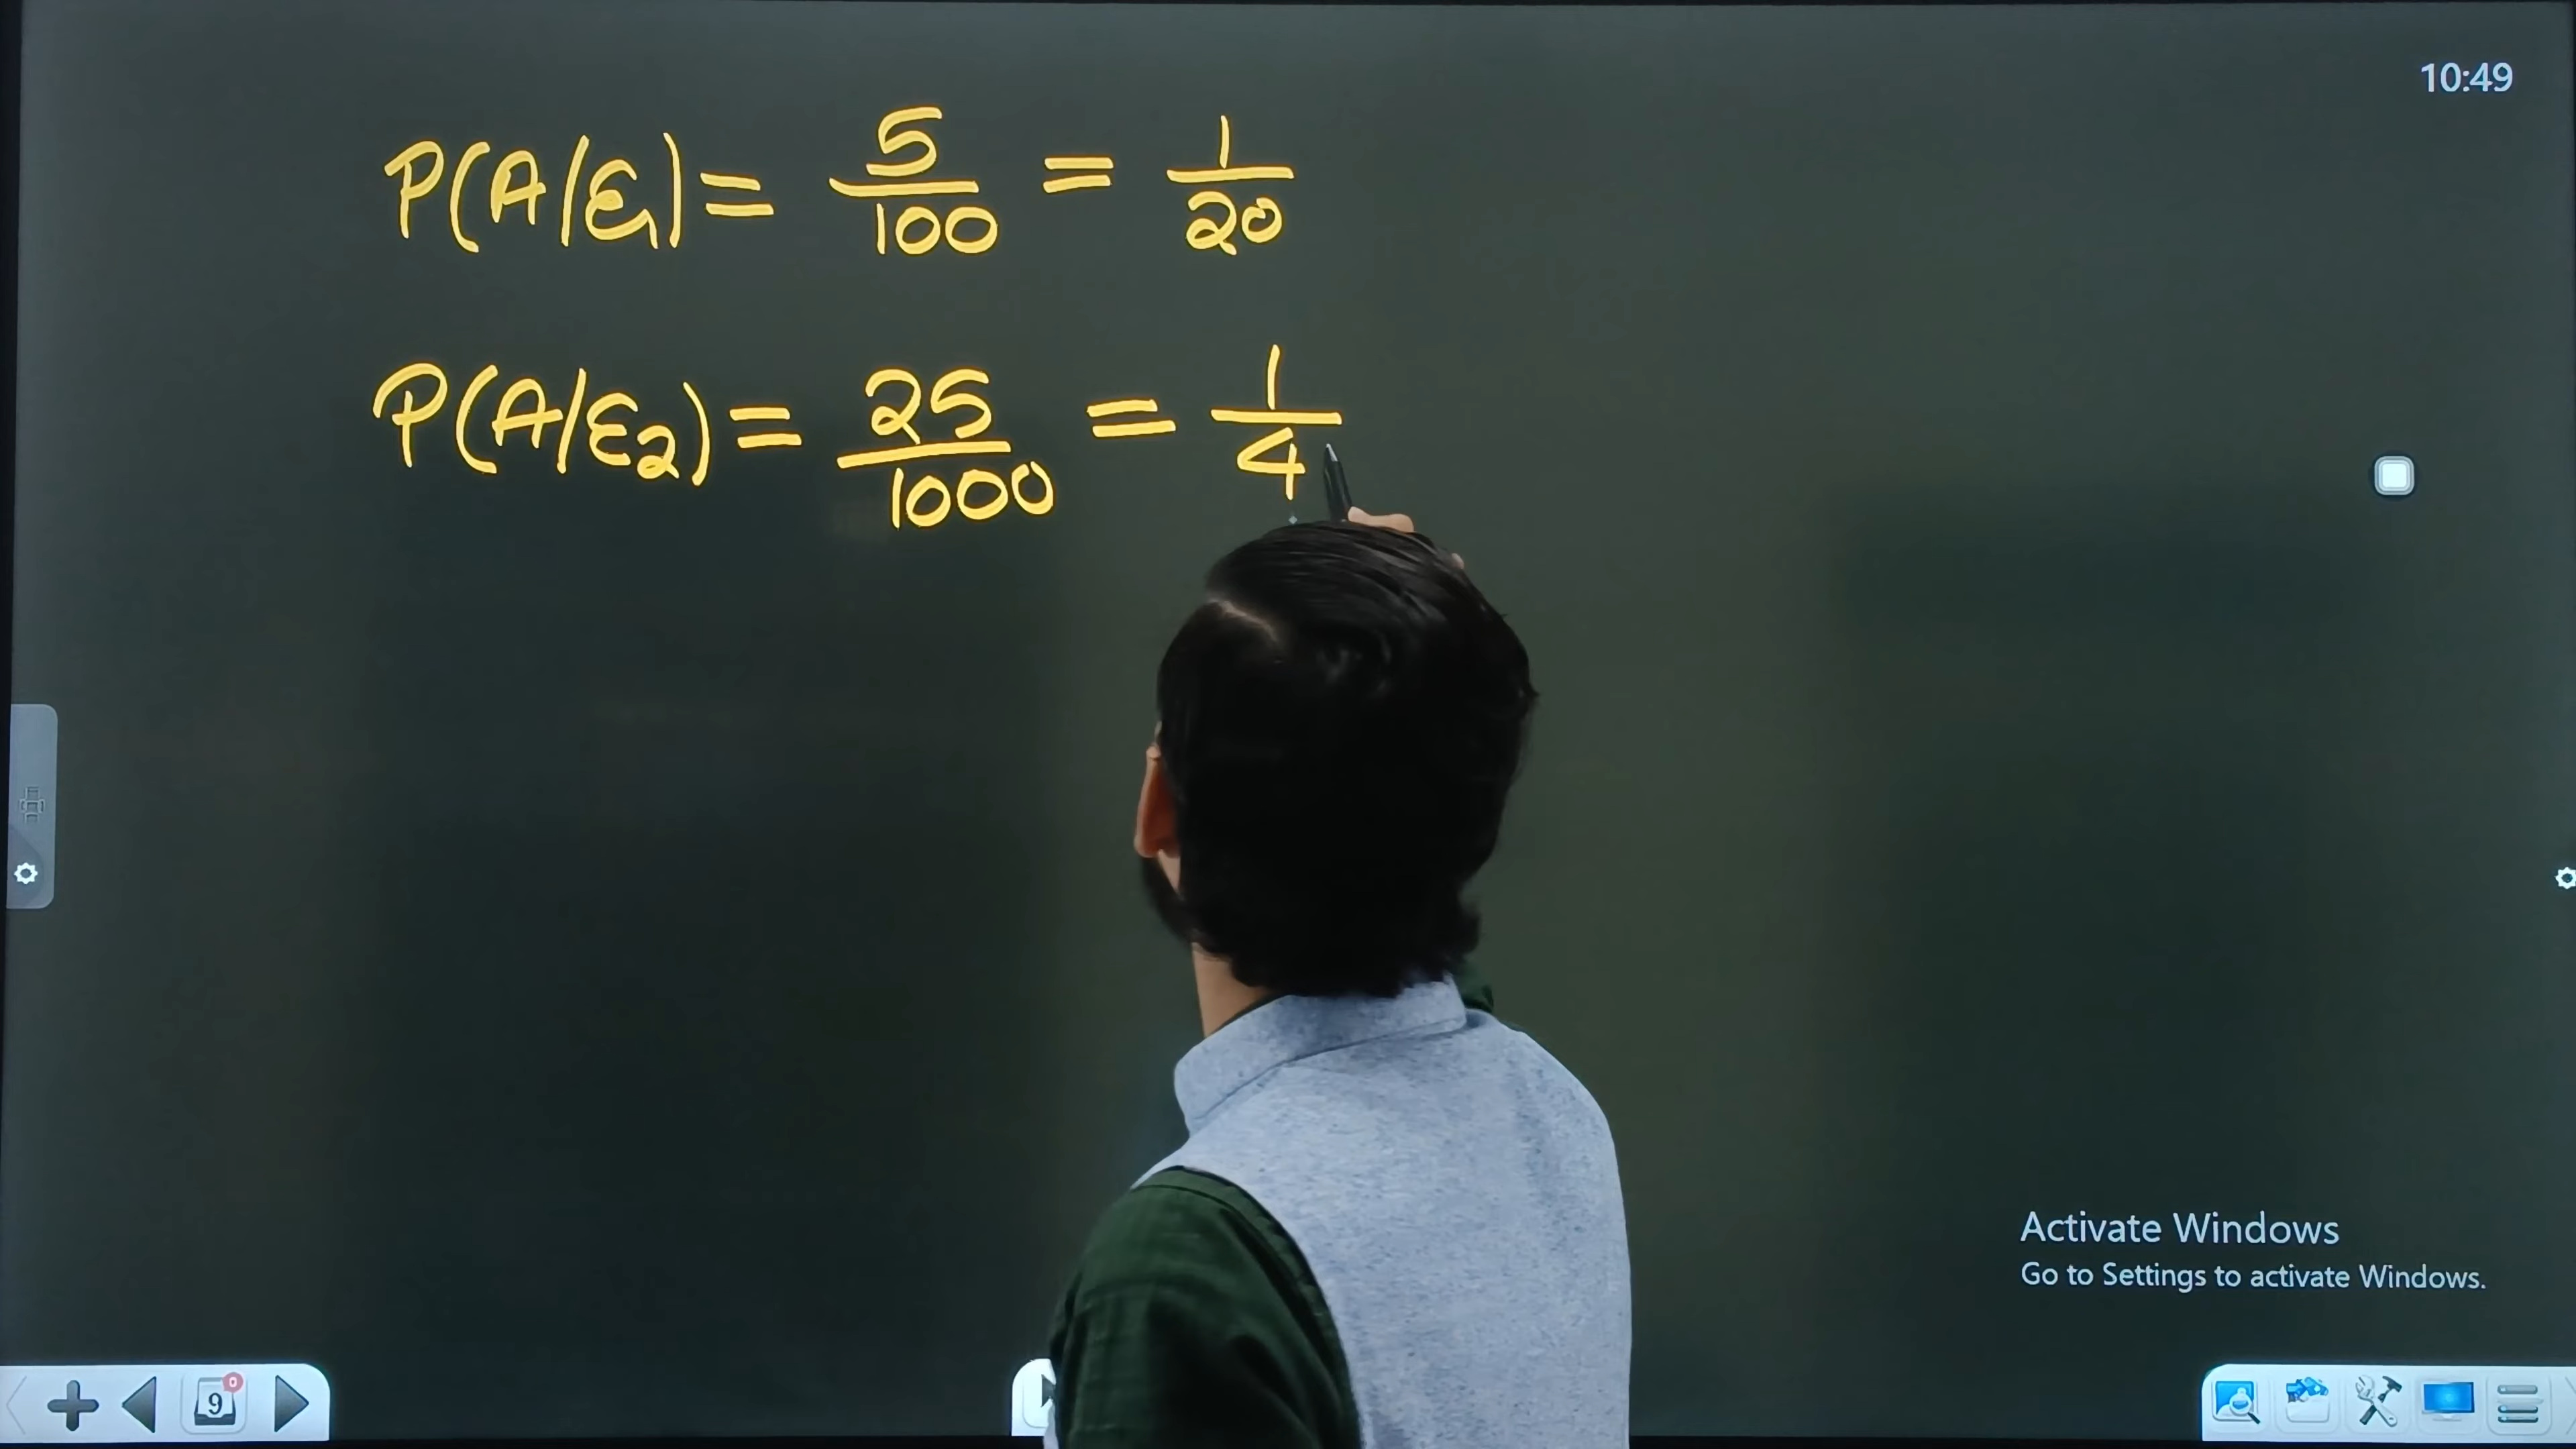 10:49
P(A/E1) = 5/100 = 1/20
P(A/E2) = 25/1000 = 1/4
Activate Windows
Go to Settings to activate Windows.
9
0